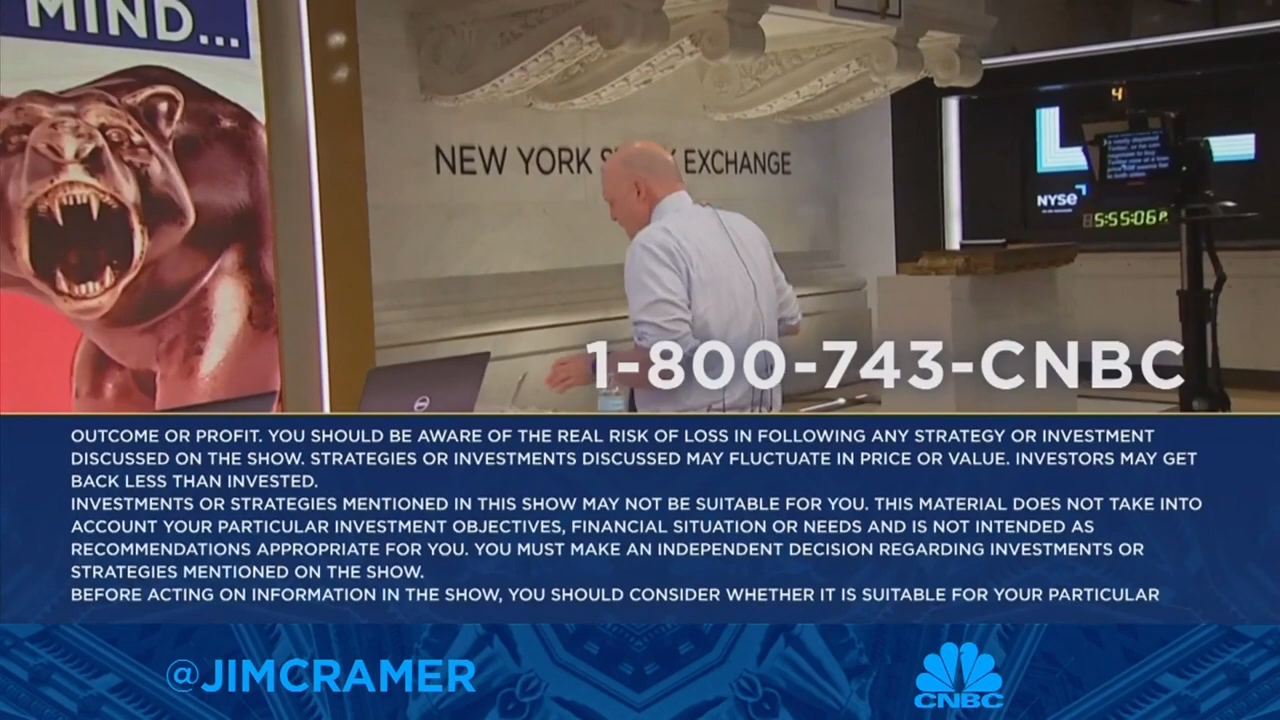 MIND...
NEW YORK S K EXCHANGE
4
NYSE
5:55:06P
DELL
1-800-743-CNBC
OUTCOME OR PROFIT. YOU SHOULD BE AWARE OF THE REAL RISK OF LOSS IN FOLLOWING ANY STRATEGY OR INVESTMENT
DISCUSSED ON THE SHOW. STRATEGIES OR INVESTMENTS DISCUSSED MAY FLUCTUATE IN PRICE OR VALUE. INVESTORS MAY GET
BACK LESS THAN INVESTED.
INVESTMENTS OR STRATEGIES MENTIONED IN THIS SHOW MAY NOT BE SUITABLE FOR YOU. THIS MATERIAL DOES NOT TAKE INTO
ACCOUNT YOUR PARTICULAR INVESTMENT OBJECTIVES, FINANCIAL SITUATION OR NEEDS AND IS NOT INTENDED AS
RECOMMENDATIONS APPROPRIATE FOR YOU. YOU MUST MAKE AN INDEPENDENT DECISION REGARDING INVESTMENTS OR
STRATEGIES MENTIONED ON THE SHOW.
BEFORE ACTING ON INFORMATION IN THE SHOW, YOU SHOULD CONSIDER WHETHER IT IS SUITABLE FOR YOUR PARTICULAR
@JIMCRAMER
CNBC